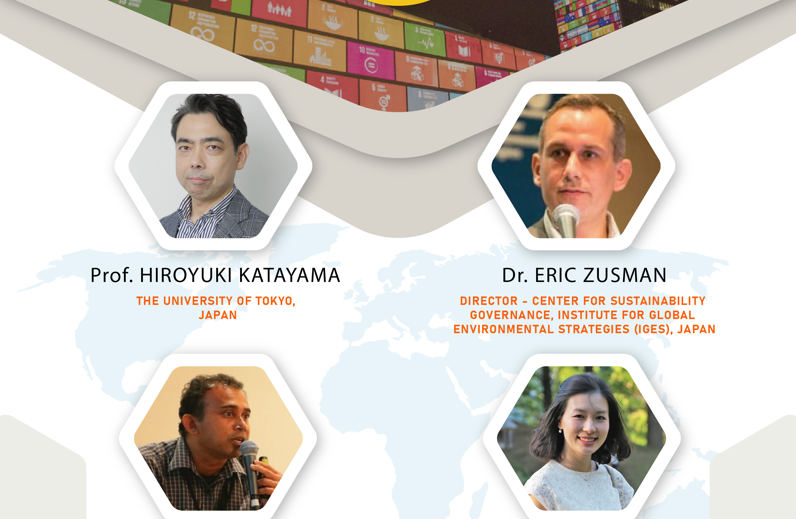 Prof. HIROYUKI KATAYAMA
THE UNIVERSITY OF TOKYO,
JAPAN
Dr. ERIC ZUSMAN
DIRECTOR - CENTER FOR SUSTAINABILITY
GOVERNANCE, INSTITUTE FOR GLOBAL
ENVIRONMENTAL STRATEGIES (IGES), JAPAN